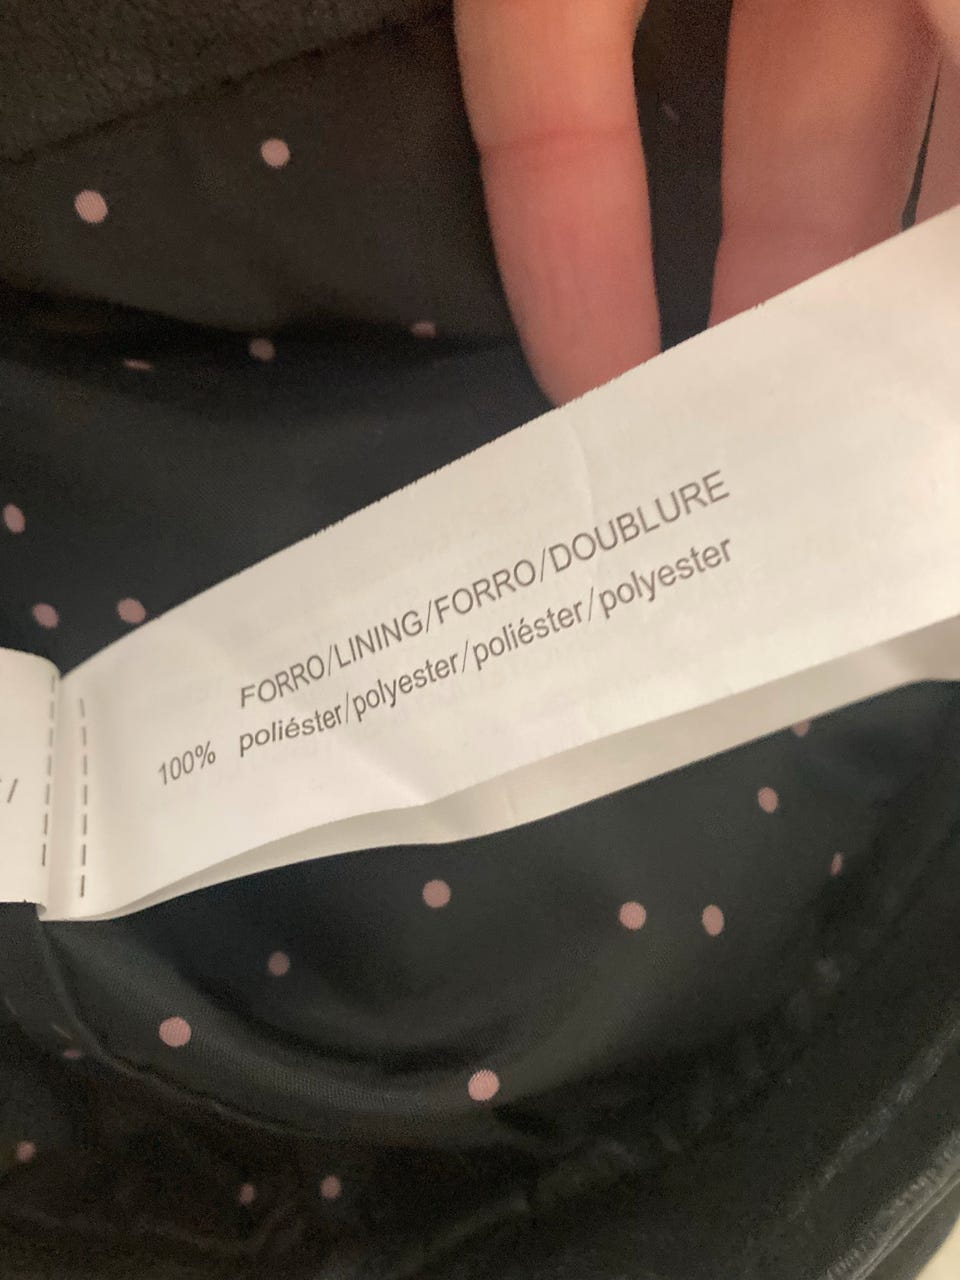 FORRO/LINING/FORRO/DOUBLURE
100% poliéster/polyester/poliéster/polyester
/